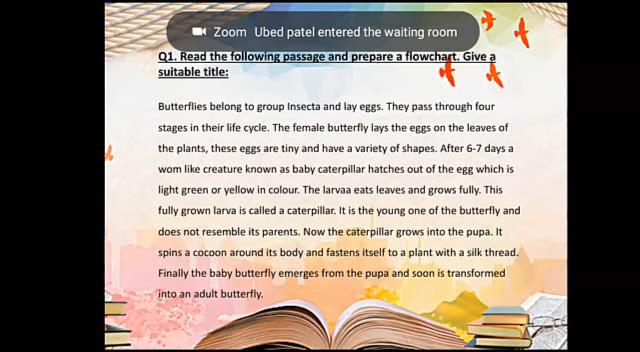 Zoom Ubed patel entered the waiting room
Q1. Read the following passage and prepare a flowchart. Give a
suitable title:
Butterflies belong to group Insecta and lay eggs. They pass through four
stages in their life cycle. The female butterfly lays the eggs on the leaves of
the plants, these eggs are tiny and have a variety of shapes. After 6-7 days a
wom like creature known as baby caterpillar hatches out of the egg which is
light green or yellow in colour. The larvaa eats leaves and grows fully. This
fully grown larva is called a caterpillar. It is the young one of the butterfly and
does not resemble its parents. Now the caterpillar grows into the pupa. It
spins a cocoon around its body and fastens itself to a plant with a silk thread.
Finally the baby butterfly emerges from the pupa and soon is transformed
into an adult butterfly.